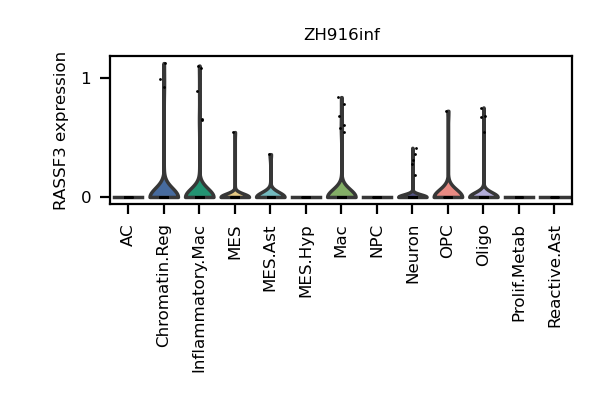 ZH916inf
RASSF3 expression
1
0
AC
Chromatin.Reg
Inflammatory.Mac
MES
MES.Ast
MES.Hyp
Mac
NPC
Neuron
OPC
Oligo
Prolif.Metab
Reactive.Ast